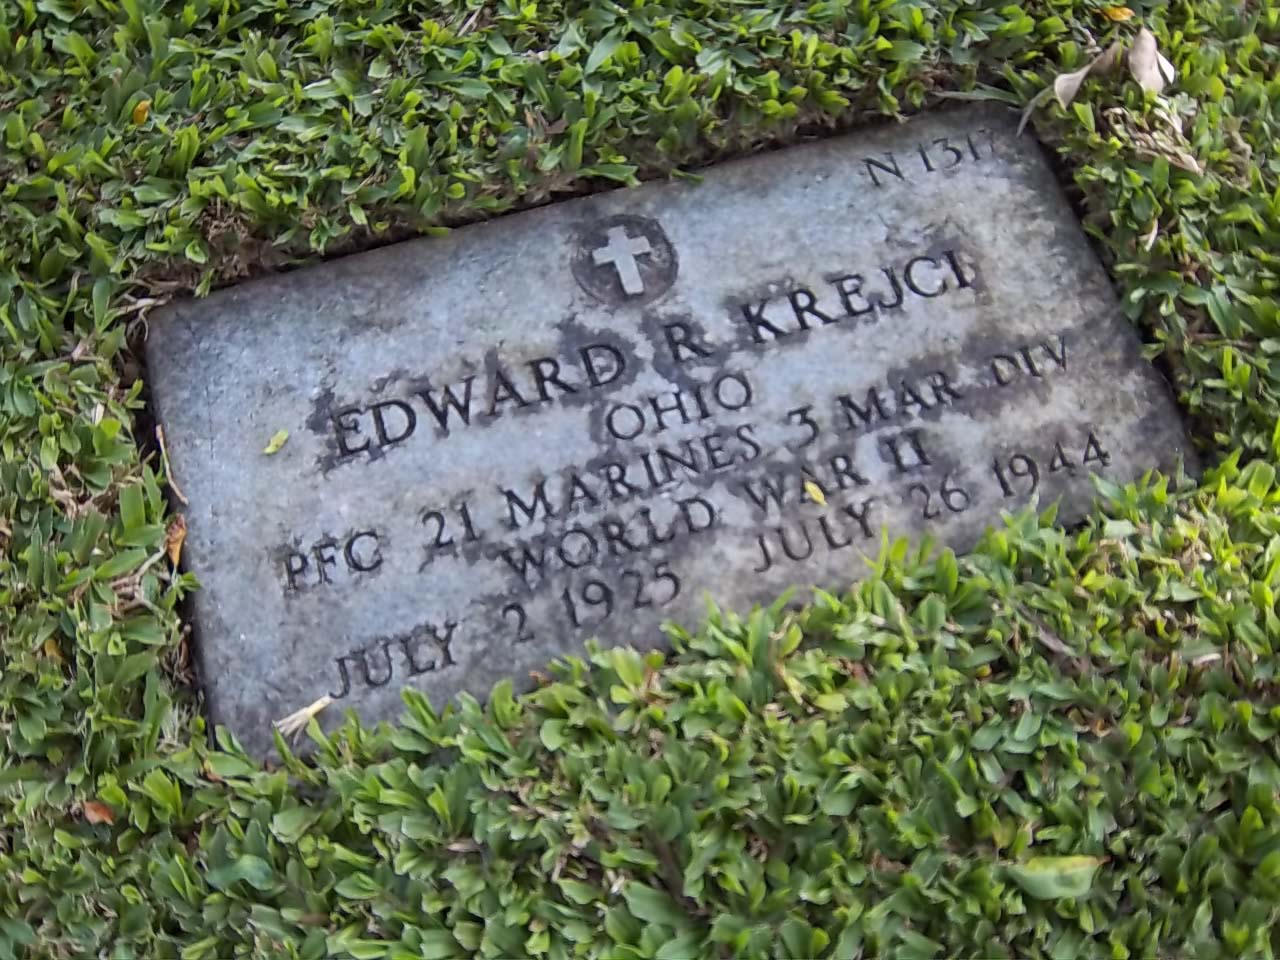 N 1317
EDWARD R KREJCI
OHIO
PFC 21 MARINES 3 MAR DIV
WORLD WAR II
JULY 2 1925 JULY 26 1944